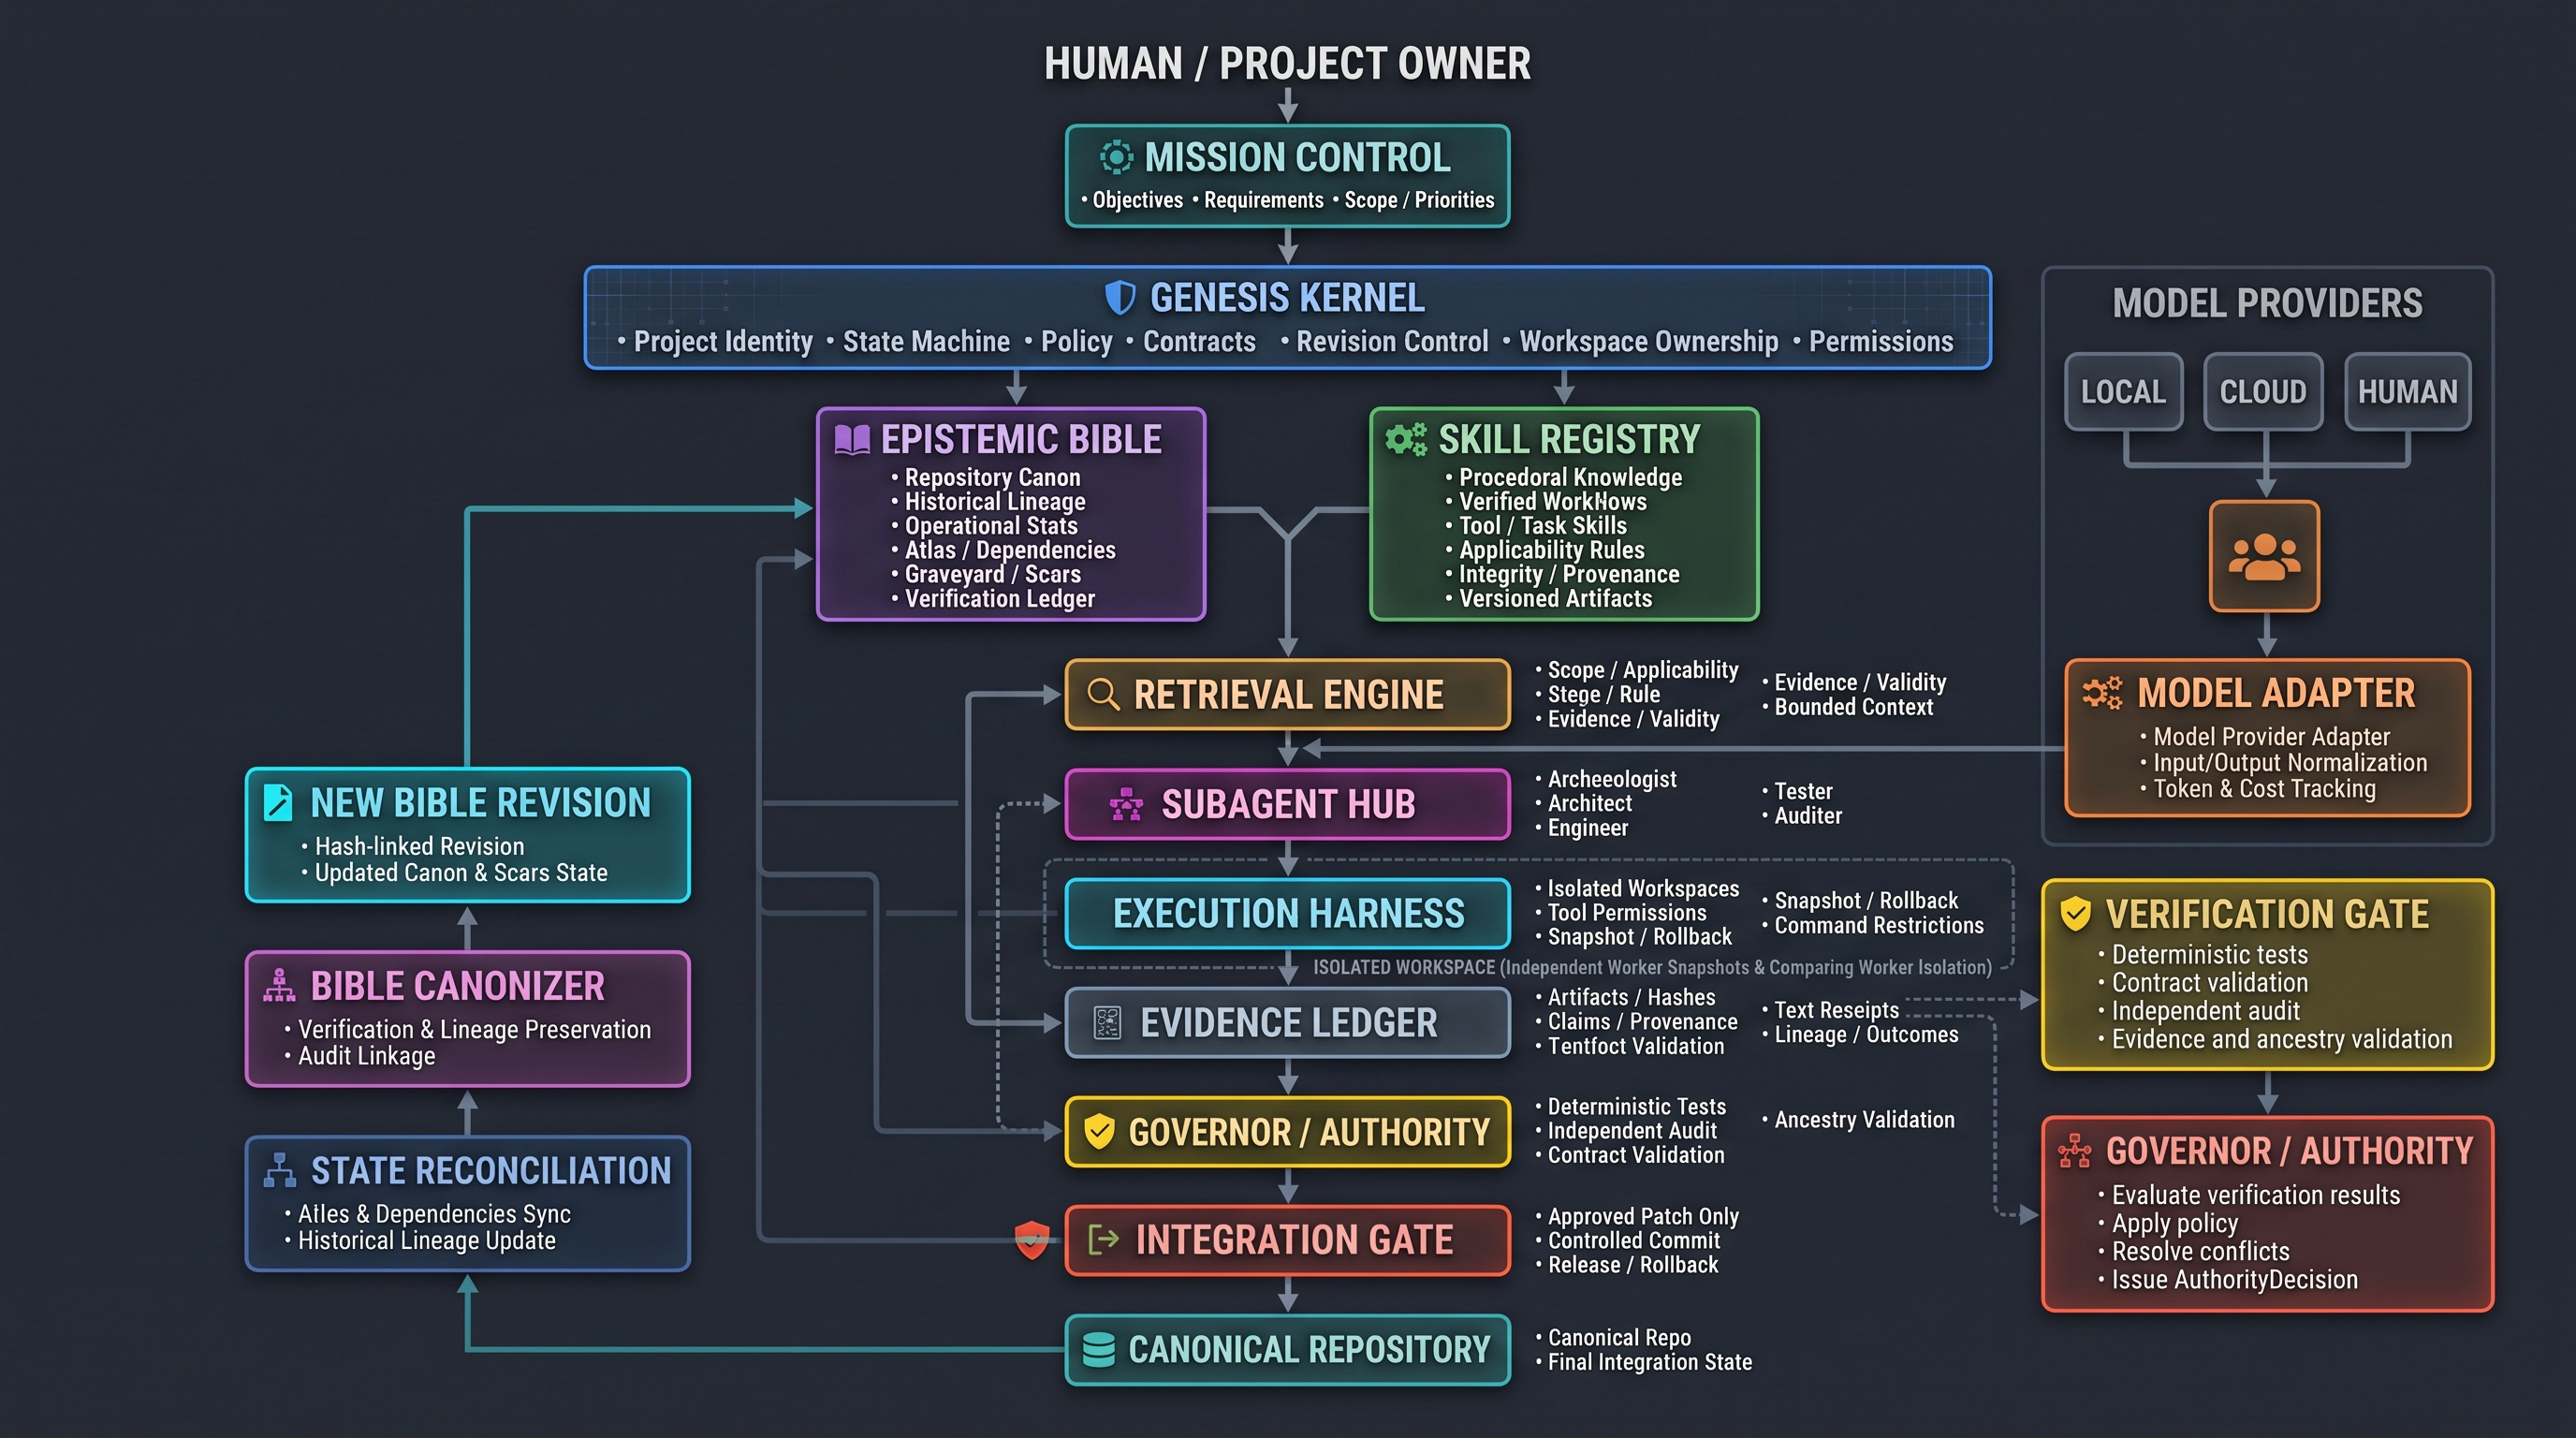 HUMAN / PROJECT OWNER
MISSION CONTROL
• Objectives • Requirements • Scope / Priorities
GENESIS KERNEL
• Project Identity • State Machine • Policy • Contracts • Revision Control • Workspace Ownership • Permissions
MODEL PROVIDERS
LOCAL
CLOUD
HUMAN
EPISTEMIC BIBLE
• Repository Canon
• Historical Lineage
• Operational Stats
• Atlas / Dependencies
• Graveyard / Scars
• Verification Ledger
SKILL REGISTRY
• Procedoral Knowledge
• Verified Workflows
• Tool / Task Skills
• Applicability Rules
• Integrity / Provenance
• Versioned Artifacts
RETRIEVAL ENGINE
• Scope / Applicability
• Stege / Rule
• Evidence / Validity
• Evidence / Validity
• Bounded Context
MODEL ADAPTER
• Model Provider Adapter
• Input/Output Normalization
• Token & Cost Tracking
SUBAGENT HUB
• Archeeologist
• Architect
• Engineer
• Tester
• Auditer
NEW BIBLE REVISION
• Hash-linked Revision
• Updated Canon & Scars State
EXECUTION HARNESS
• Isolated Workspaces
• Tool Permissions
• Snapshot / Rollback
• Snapshot / Rollback
• Command Restrictions
ISOLATED WORKSPACE (Independent Worker Snapshots & Comparing Worker Isolation)
VERIFICATION GATE
• Deterministic tests
• Contract validation
• Independent audit
• Evidence and ancestry validation
BIBLE CANONIZER
• Verification & Lineage Preservation
• Audit Linkage
EVIDENCE LEDGER
• Artifacts / Hashes
• Claims / Provenance
• Tentfoct Validation
• Text Receipts
• Lineage / Outcomes
GOVERNOR / AUTHORITY
• Deterministic Tests
• Independent Audit
• Contract Validation
• Ancestry Validation
GOVERNOR / AUTHORITY
• Evaluate verification results
• Apply policy
• Resolve conflicts
• Issue AuthorityDecision
STATE RECONCILIATION
• & Dependencies Sync
• Historical Lineage Update
INTEGRATION GATE
• Approved Patch Only
• Controlled Commit
• Release / Rollback
CANONICAL REPOSITORY
• Canonical Repo
• Final Integration State